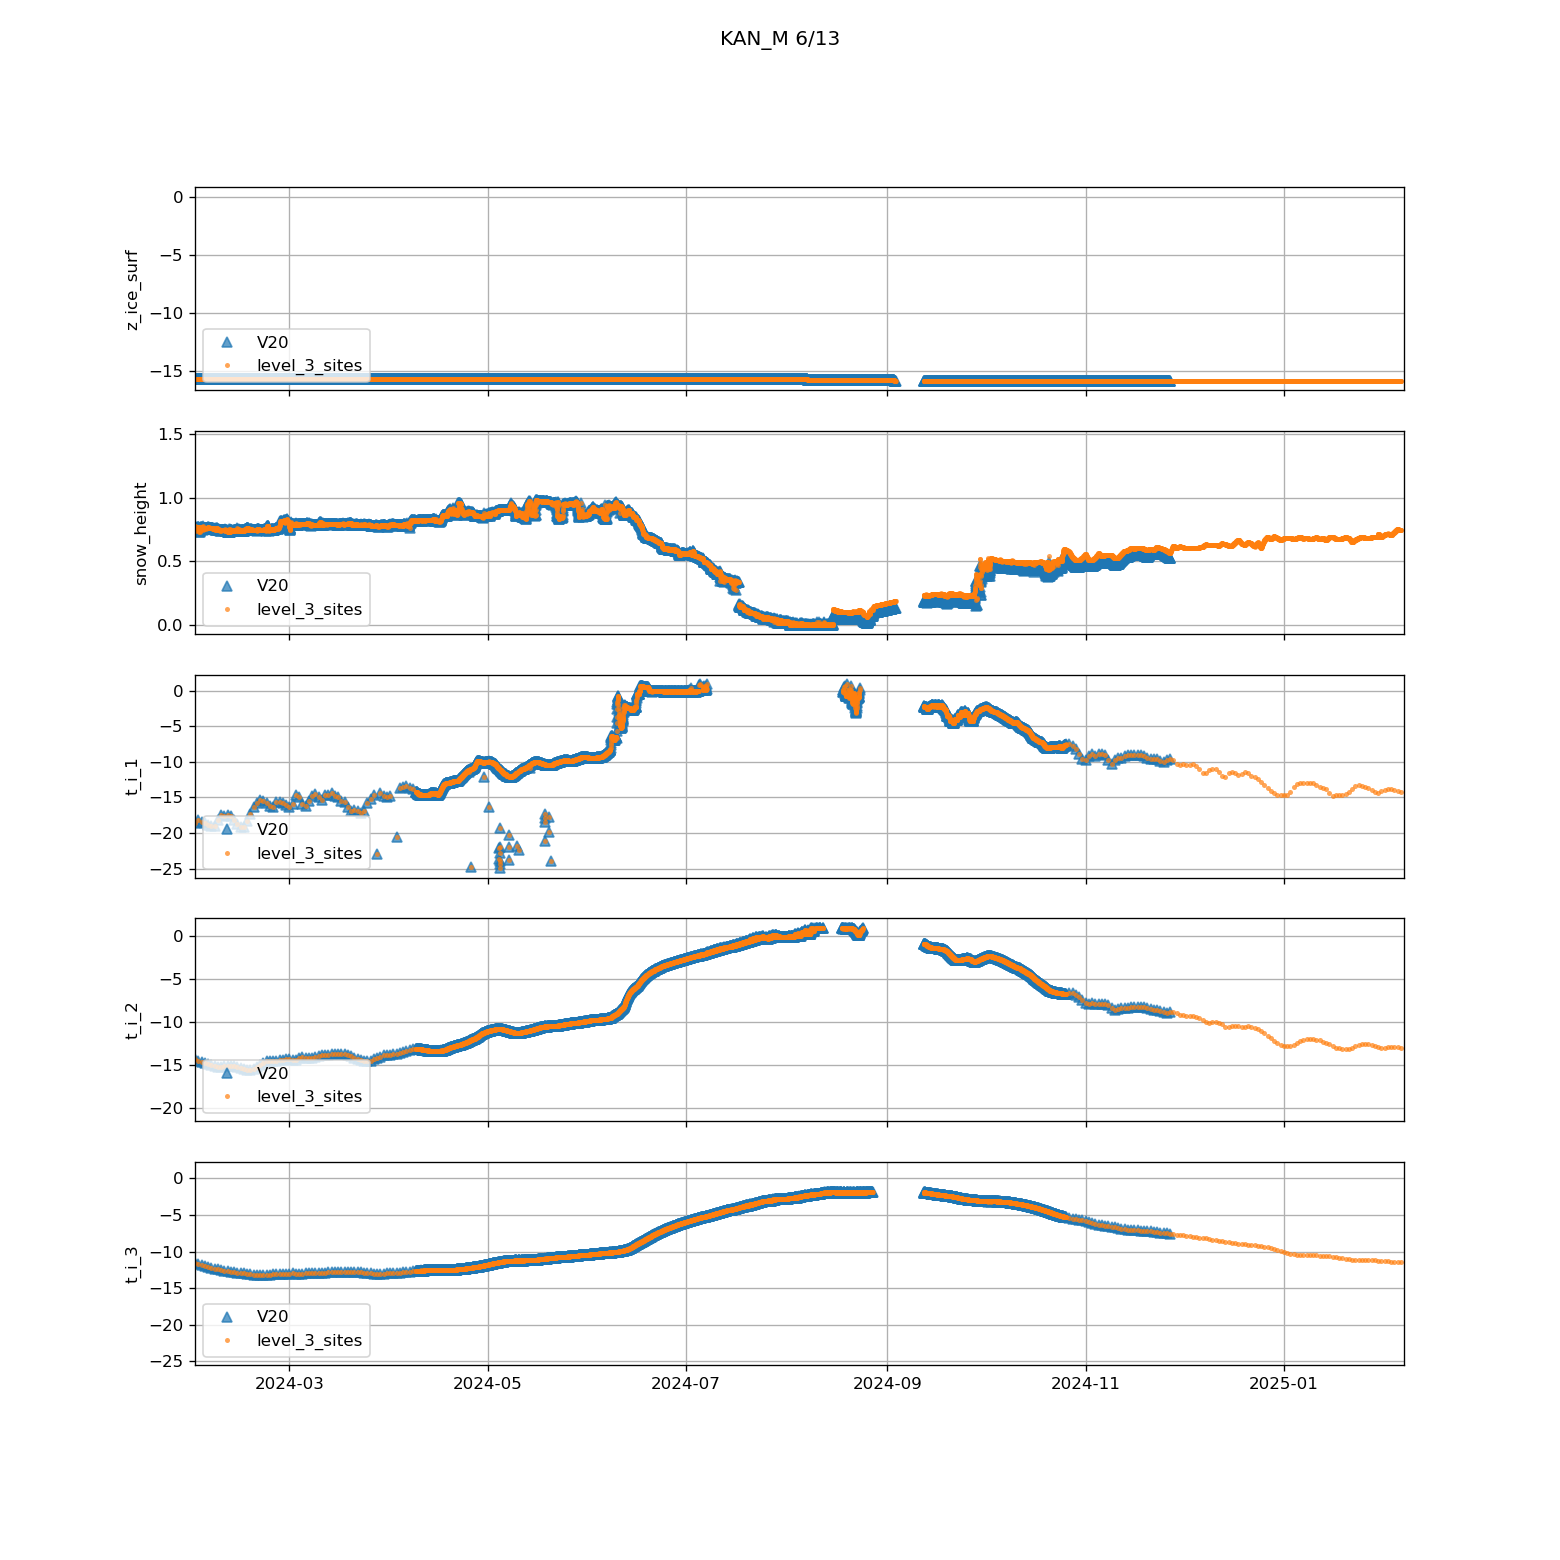 KAN_M 6/13
0
−5
−10
−15
z_ice_surf
V20
level_3_sites
1.5
1.0
0.5
0.0
snow_height
V20
level_3_sites
0
−5
−10
−15
−20
−25
t_i_1
V20
level_3_sites
0
−5
−10
−15
−20
t_i_2
V20
level_3_sites
0
−5
−10
−15
−20
−25
t_i_3
V20
level_3_sites
2024-03 2024-05 2024-07 2024-09 2024-11 2025-01